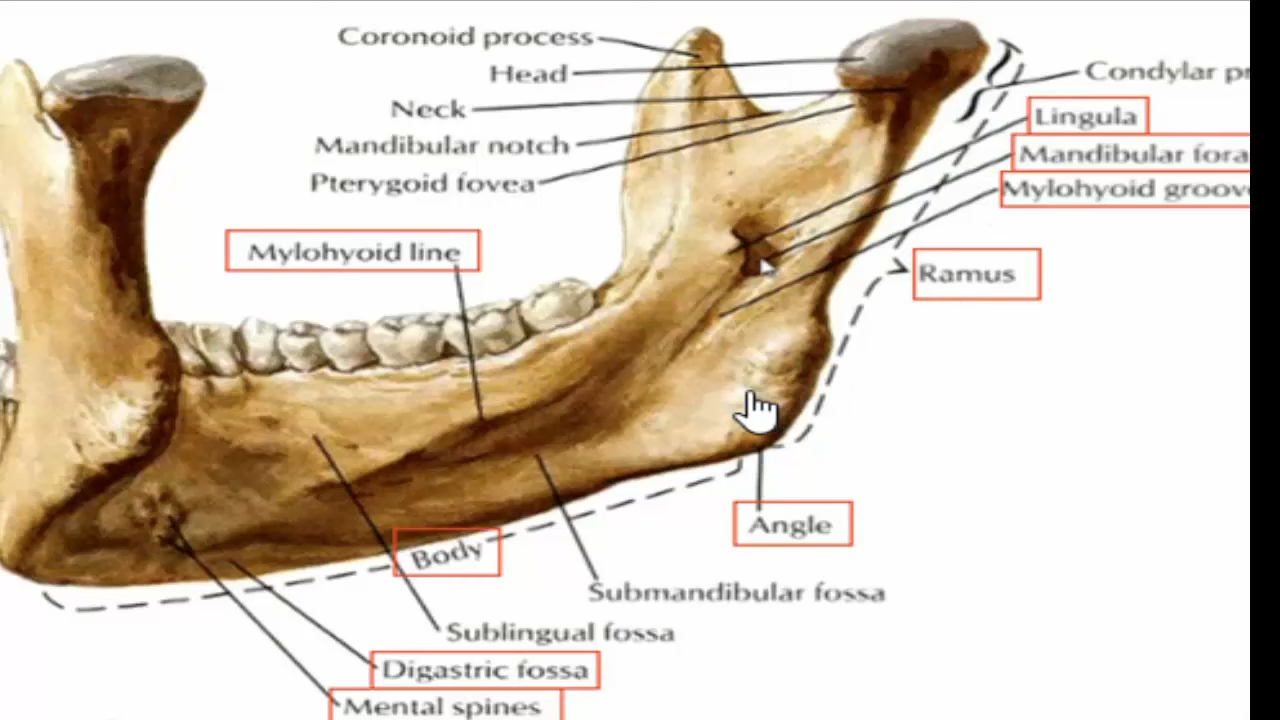 Coronoid process
Head
Condylar pr
Neck
Lingula
Mandibular notch
Mandibular fora
Pterygoid fovea
Mylohyoid groov
Mylohyoid line
Ramus
Angle
Body
Submandibular fossa
Sublingual fossa
Digastric fossa
Mental spines